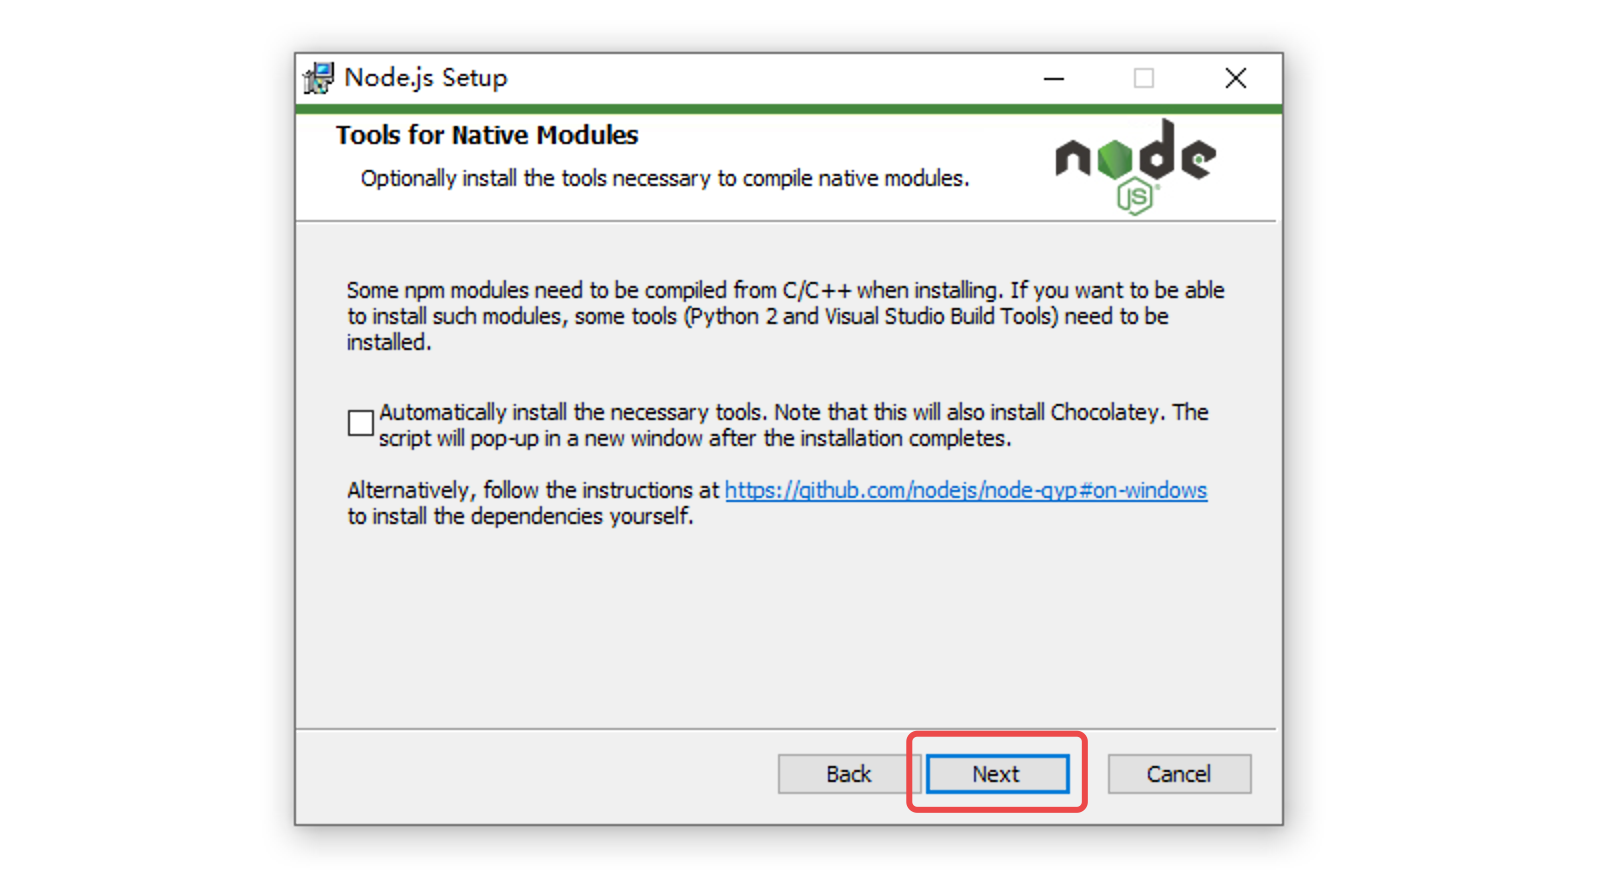 Node.js Setup
Tools for Native Modules
Optionally install the tools necessary to compile native modules.
node
JS
Some npm modules need to be compiled from C/C++ when installing. If you want to be able
to install such modules, some tools (Python 2 and Visual Studio Build Tools) need to be
installed.
Automatically install the necessary tools. Note that this will also install Chocolatey. The
script will pop-up in a new window after the installation completes.
Alternatively, follow the instructions at https://github.com/nodejs/node-gyp#on-windows
to install the dependencies yourself.
Back
Next
Cancel